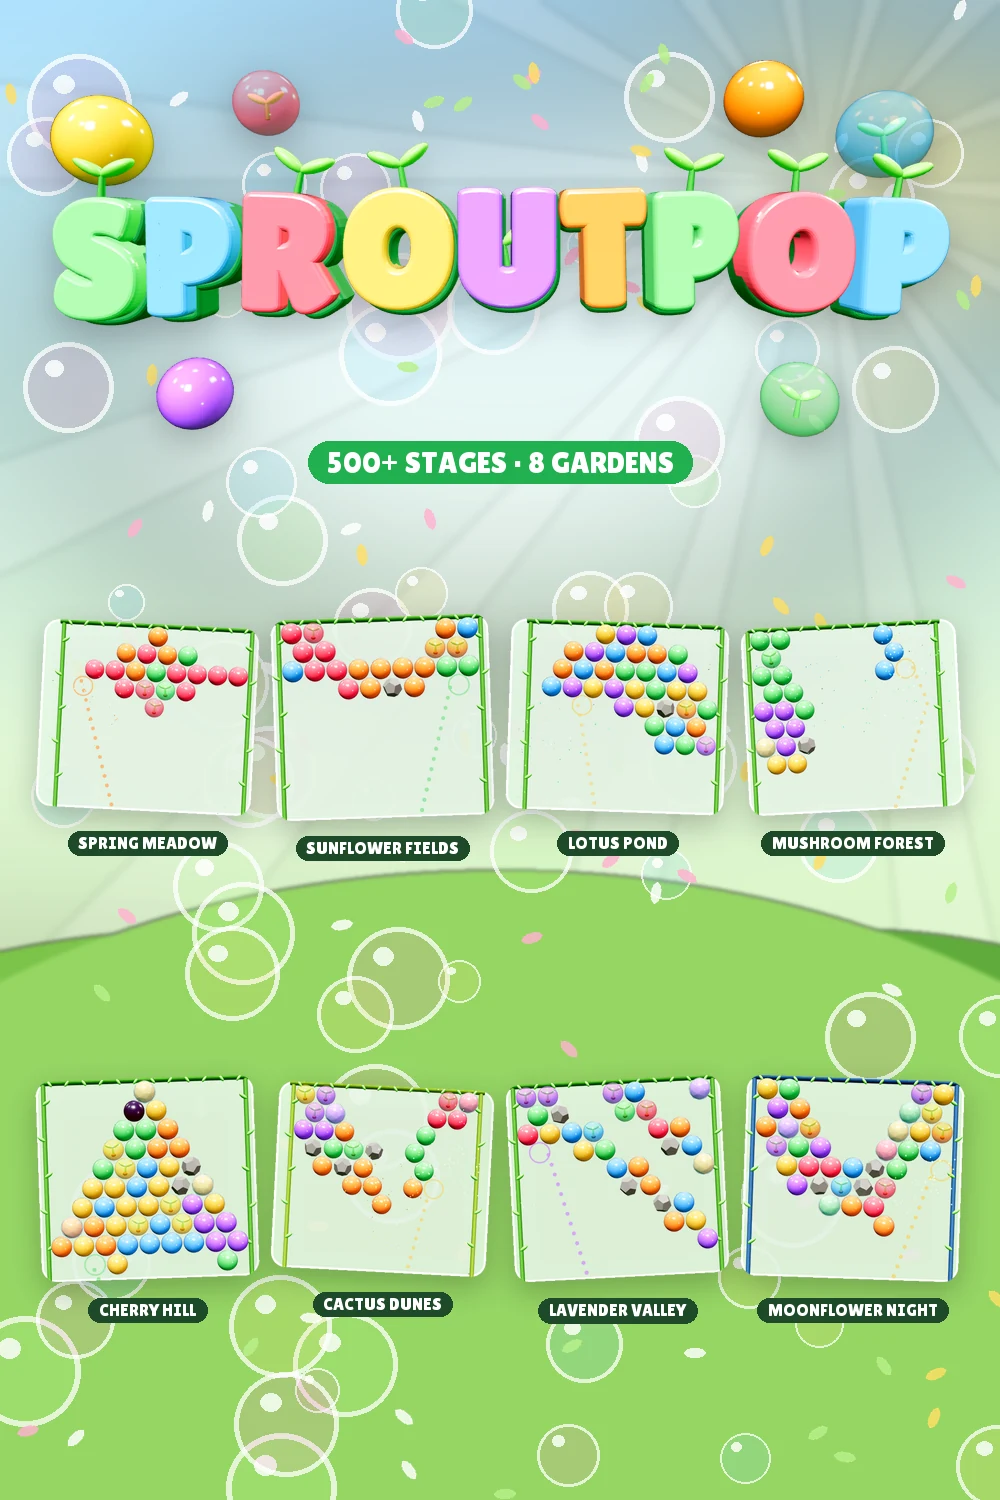 SPROUTPOP
500+ STAGES · 8 GARDENS
SPRING MEADOW
SUNFLOWER FIELDS
LOTUS POND
MUSHROOM FOREST
CHERRY HILL
CACTUS DUNES
LAVENDER VALLEY
MOONFLOWER NIGHT